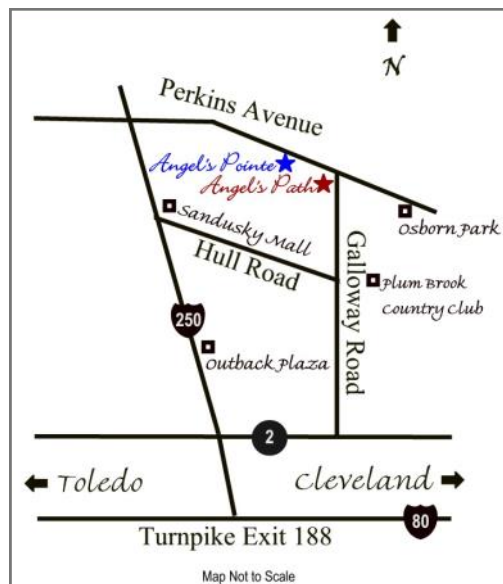 N
Perkins Avenue
Angel's Pointe
Angel's Path
Sandusky Mall
Osborn Park
Hull Road
Galloway Road
Plum Brook
Country Club
250
Outback Plaza
2
Toledo
Cleveland
80
Turnpike Exit 188
Map Not to Scale